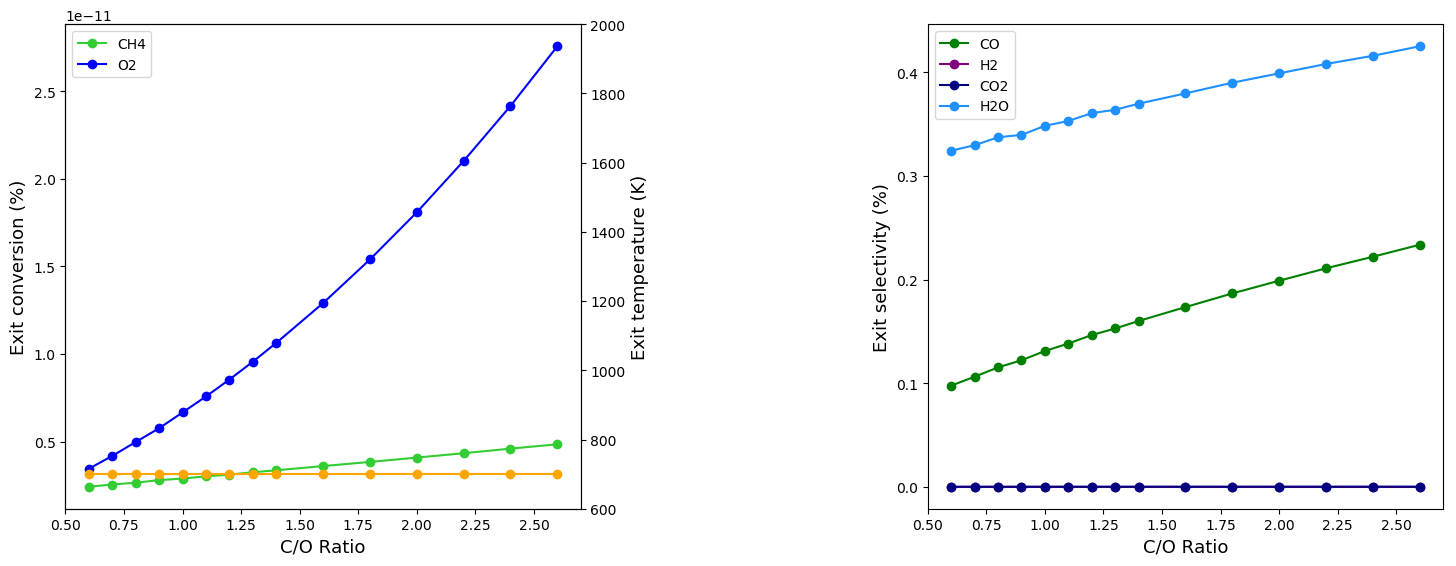 1e−11
CH4
O2
2.5
2.0
1.5
1.0
0.5
Exit conversion (%)
0.50 0.75 1.00 1.25 1.50 1.75 2.00 2.25 2.50
C/O Ratio
2000
1800
1600
1400
1200
1000
800
600
Exit temperature (K)
CO
H2
CO2
H2O
0.4
0.3
0.2
0.1
0.0
Exit selectivity (%)
0.50 0.75 1.00 1.25 1.50 1.75 2.00 2.25 2.50
C/O Ratio